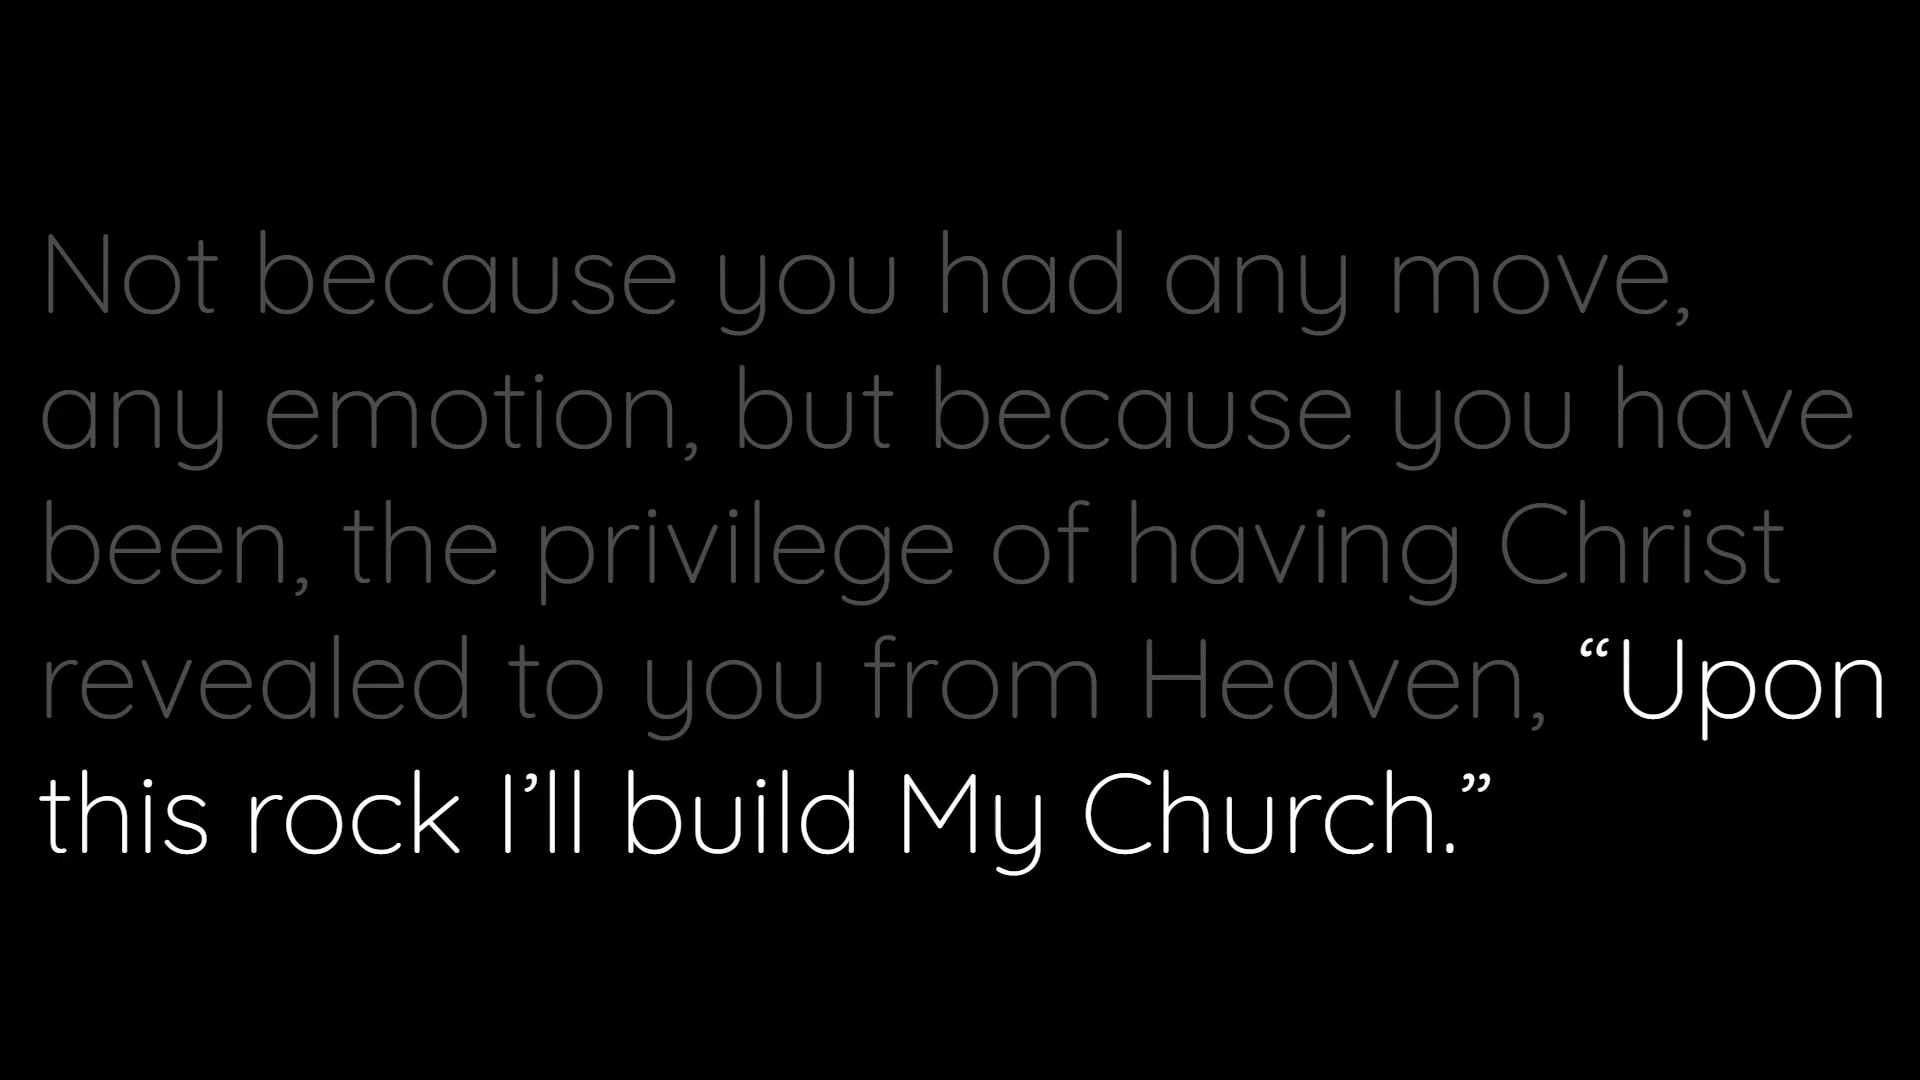 Not because you had any move,
any emotion, but because you have
been, the privilege of having Christ
revealed to you from Heaven, “Upon
this rock I’ll build My Church.”